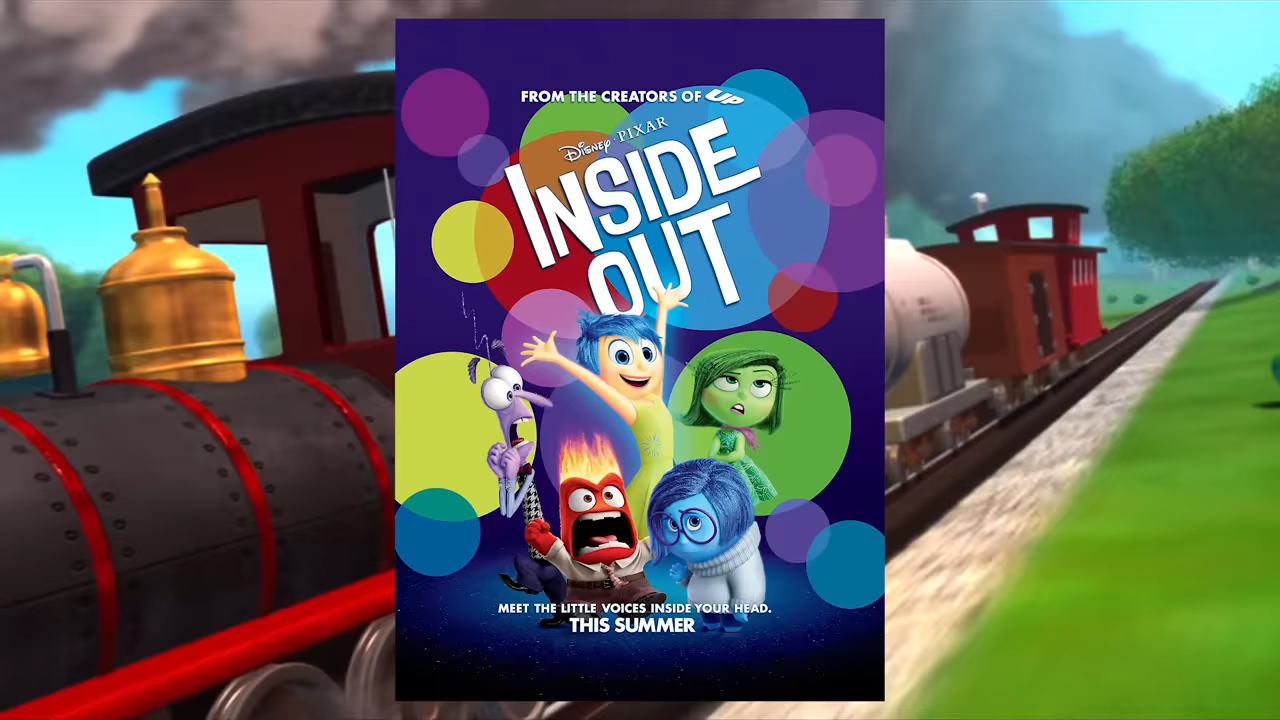 FROM THE CREATORS OF UP
DISNEY · PIXAR
INSIDE
OUT
MEET THE LITTLE VOICES INSIDE YOUR HEAD.
THIS SUMMER